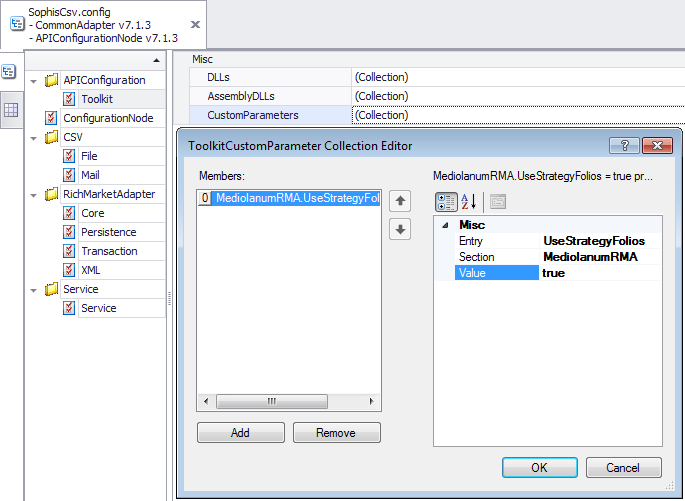 SophisCsv.config
- CommonAdapter v7.1.3
- APIConfigurationNode v7.1.3
APIConfiguration
Toolkit
ConfigurationNode
CSV
File
Mail
RichMarketAdapter
Core
Persistence
Transaction
XML
Service
Service
Misc
DLLs (Collection)
AssemblyDLLs (Collection)
CustomParameters (Collection)
ToolkitCustomParameter Collection Editor
Members:
0 MediolanumRMA.UseStrategyFol
Add Remove
MediolanumRMA.UseStrategyFolios = true pr...
Misc
Entry UseStrategyFolios
Section MediolanumRMA
Value true
OK Cancel